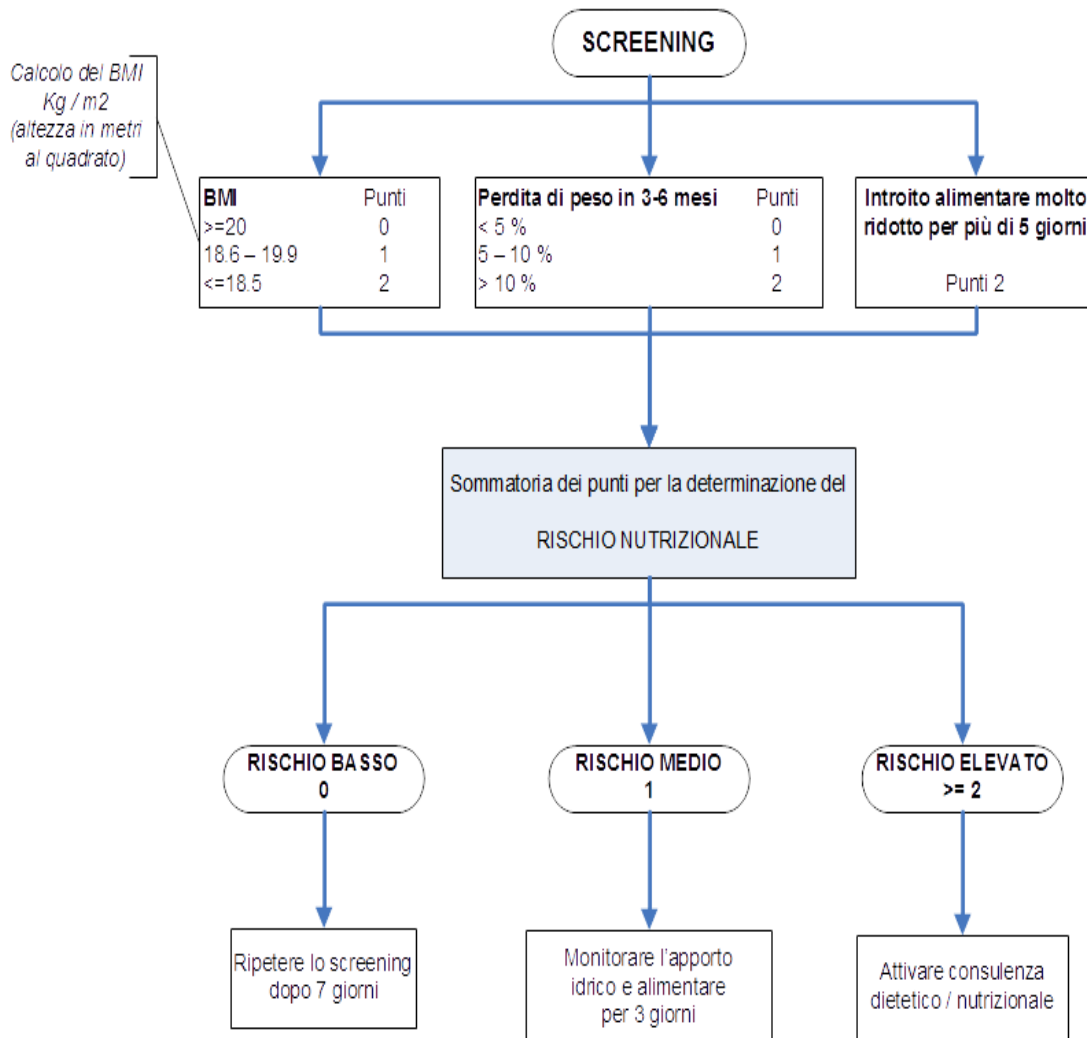 SCREENING
Calcolo del BMI
Kg / m2
(altezza in metri
al quadrato)
BMI Punti
>=20 0
18.6 – 19.9 1
<=18.5 2
Perdita di peso in 3-6 mesi Punti
< 5 % 0
5 – 10 % 1
> 10 % 2
Introito alimentare molto
ridotto per più di 5 giorni
Punti 2
Sommatoria dei punti per la determinazione del
RISCHIO NUTRIZIONALE
RISCHIO BASSO
0
RISCHIO MEDIO
1
RISCHIO ELEVATO
>= 2
Ripetere lo screening
dopo 7 giorni
Monitorare l'apporto
idrico e alimentare
per 3 giorni
Attivare consulenza
dietetico / nutrizionale